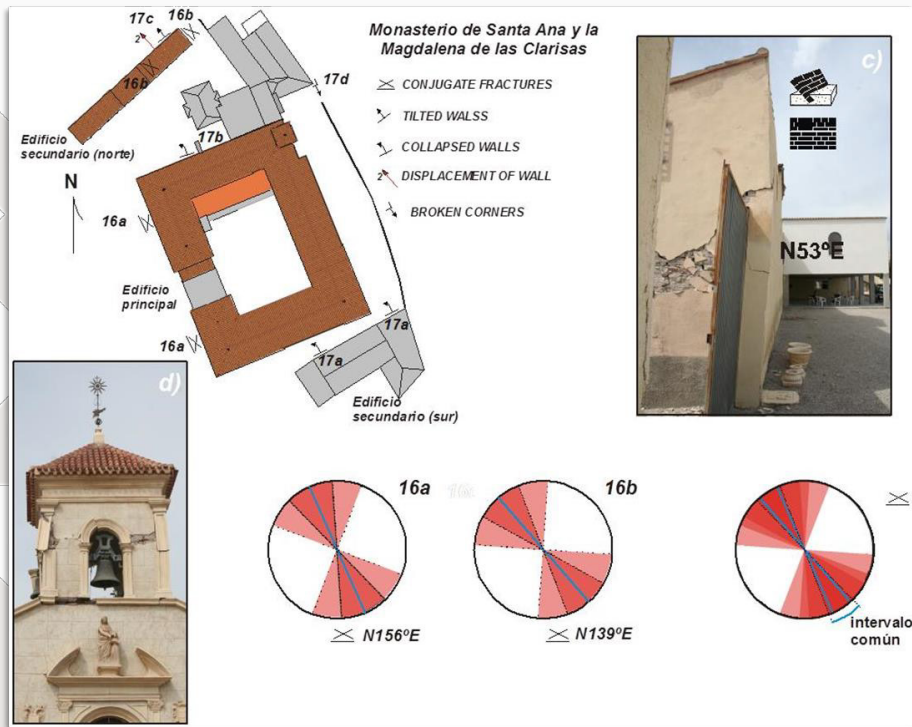 17c
16b
2
16b
17d
Edificio
secundario (norte)
17b
N
16a
Edificio
principal
16a
17a
17a
Edificio
secundario (sur)
Monasterio de Santa Ana y la
Magdalena de las Clarisas
CONJUGATE FRACTURES
TILTED WALSS
COLLAPSED WALLS
2 DISPLACEMENT OF WALL
BROKEN CORNERS
c)
N53ºE
d)
16a
16b
N156ºE
N139ºE
intervalo
común